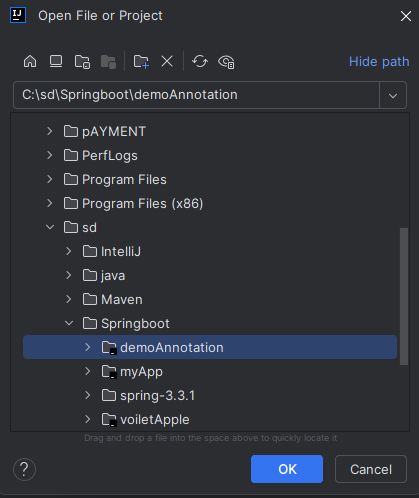 IJ
Open File or Project
Hide path
C:\sd\Springboot\demoAnnotation
pAYMENT
PerfLogs
Program Files
Program Files (x86)
sd
IntelliJ
java
Maven
Springboot
demoAnnotation
myApp
spring-3.3.1
voiletApple
Drag and drop a file into the space above to quickly locate it
?
OK
Cancel